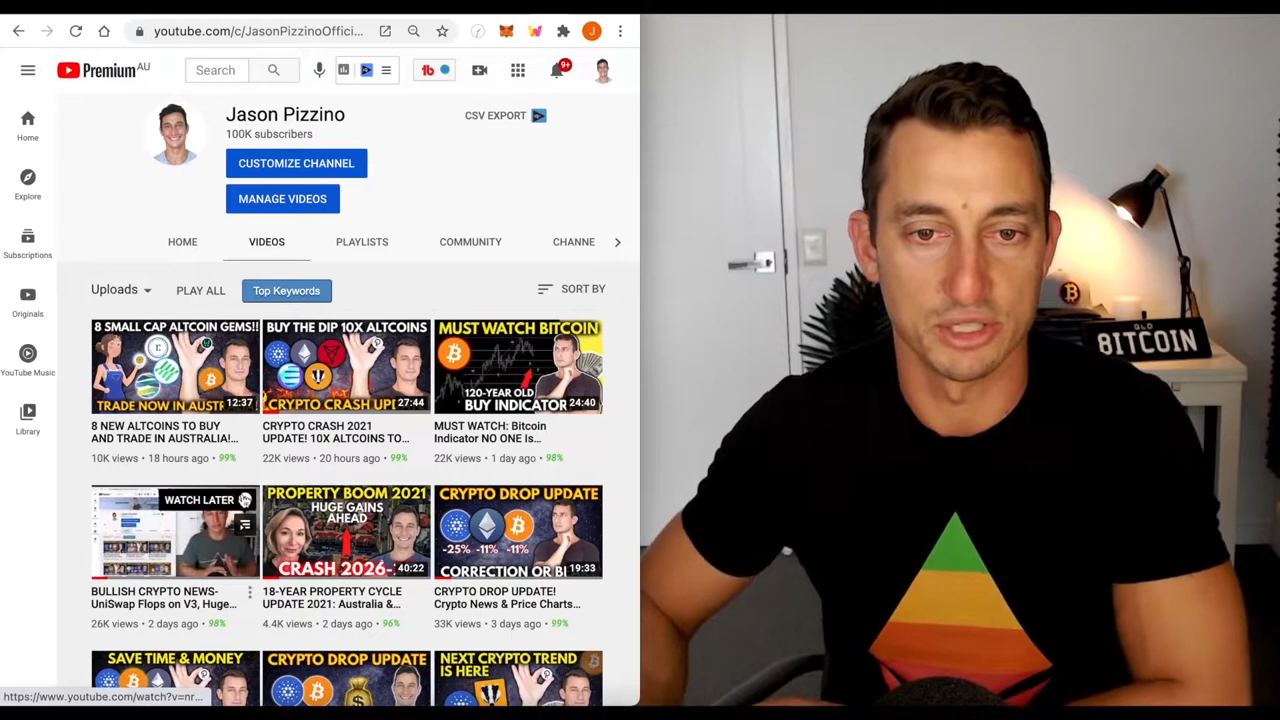 youtube.com/c/JasonPizzinoOffici...
J
Premium AU
Search
9+
Home
Explore
Subscriptions
Originals
YouTube Music
Library
Jason Pizzino
100K subscribers
CSV EXPORT
CUSTOMIZE CHANNEL
MANAGE VIDEOS
HOME VIDEOS PLAYLISTS COMMUNITY CHANNE
Uploads PLAY ALL Top Keywords SORT BY
8 SMALL CAP ALTCOIN GEMS!!
TRADE NOW IN AUSTR
12:37
8 NEW ALTCOINS TO BUY
AND TRADE IN AUSTRALIA!...
10K views • 18 hours ago • 99%
BUY THE DIP 10X ALTCOINS
CRYPTO CRASH UP
27:44
CRYPTO CRASH 2021
UPDATE! 10X ALTCOINS TO...
22K views • 20 hours ago • 99%
MUST WATCH BITCOIN
120-YEAR OLD
BUY INDICATOR
24:40
MUST WATCH: Bitcoin
Indicator NO ONE Is...
22K views • 1 day ago • 98%
WATCH LATER
BULLISH CRYPTO NEWS-
UniSwap Flops on V3, Huge...
26K views • 2 days ago • 98%
PROPERTY BOOM 2021
HUGE GAINS
AHEAD
CRASH 2026-
40:22
18-YEAR PROPERTY CYCLE
UPDATE 2021: Australia &...
4.4K views • 2 days ago • 96%
CRYPTO DROP UPDATE
-25% -11% -11%
CORRECTION OR B
19:33
CRYPTO DROP UPDATE!
Crypto News & Price Charts...
33K views • 3 days ago • 99%
SAVE TIME & MONEY
CRYPTO DROP UPDATE
NEXT CRYPTO TREND
IS HERE
https://www.youtube.com/watch?v=nr...
QLD
BITCOIN